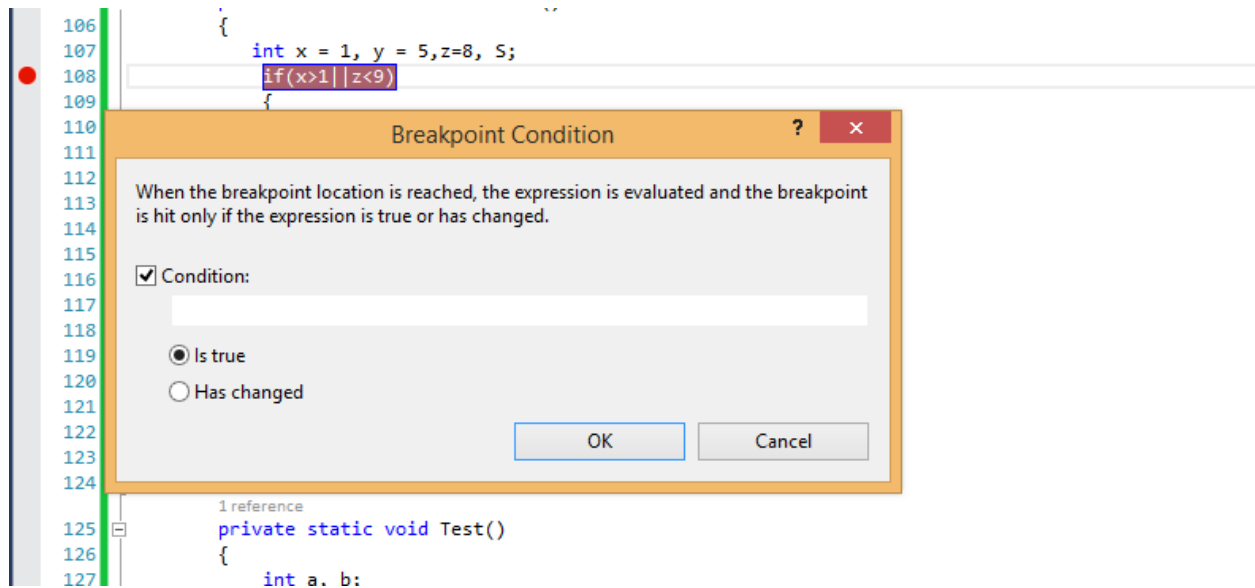 106 {
107 int x = 1, y = 5,z=8, S;
108 if(x>1||z<9)
109 {
110
Breakpoint Condition ? ×
111
112
When the breakpoint location is reached, the expression is evaluated and the breakpoint
113
is hit only if the expression is true or has changed.
114
115
116
Condition:
117
118
119
Is true
120
121
Has changed
122
OK Cancel
123
124
1 reference
125 private static void Test()
126 {
127 int a, b;